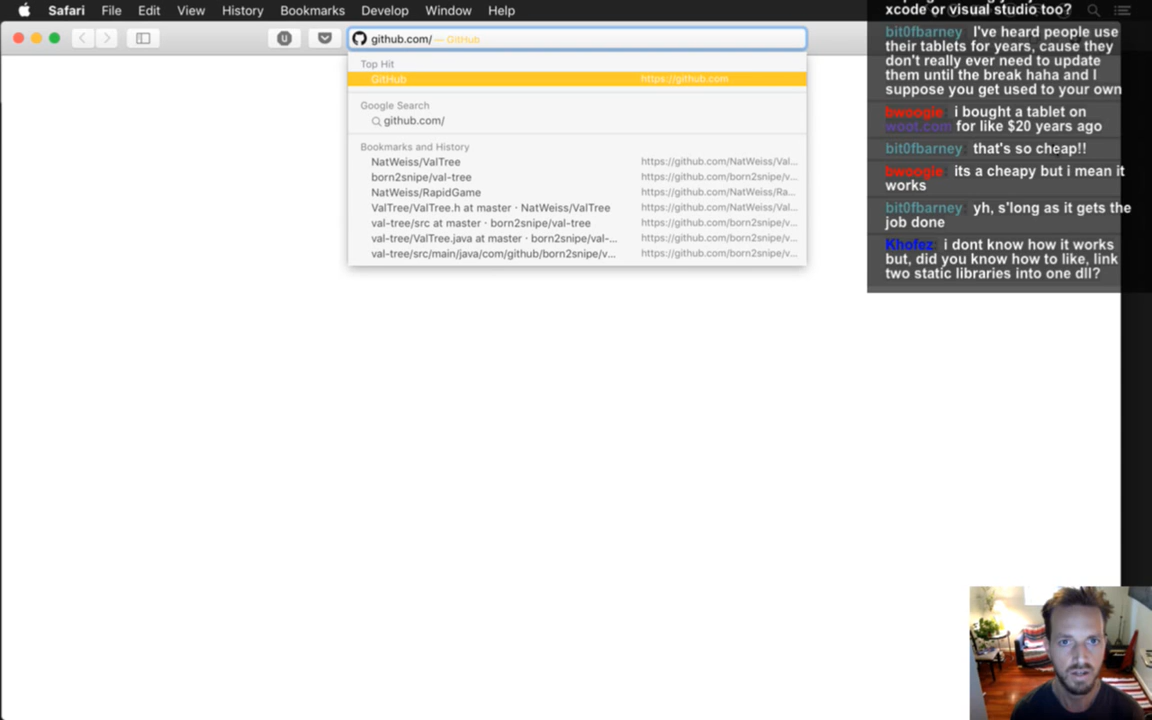 Safari File Edit View History Bookmarks Develop Window Help
github.com/ — GitHub
Top Hit
GitHub https://github.com
Google Search
github.com/
Bookmarks and History
NatWeiss/ValTree https://github.com/NatWeiss/Val...
born2snipe/val-tree https://github.com/born2snipe/v...
NatWeiss/RapidGame https://github.com/NatWeiss/Ra...
ValTree/ValTree.h at master · NatWeiss/ValTree https://github.com/NatWeiss/Val...
val-tree/src at master · born2snipe/val-tree https://github.com/born2snipe/v...
val-tree/ValTree.java at master · born2snipe/val-... https://github.com/born2snipe/v...
val-tree/src/main/java/com/github/born2snipe/v... https://github.com/born2snipe/v...
xcode or visual studio too?
bit0fbarney: I've heard people use
their tablets for years, cause they
don't really ever need to update
them until the break haha and I
suppose you get used to your own
bwoogie: i bought a tablet on
woot.com for like $20 years ago
bit0fbarney: that's so cheap!!
bwoogie: its a cheapy but i mean it
works
bit0fbarney: yh, s'long as it gets the
job done
Khofez: i dont know how it works
but, did you know how to like, link
two static libraries into one dll?